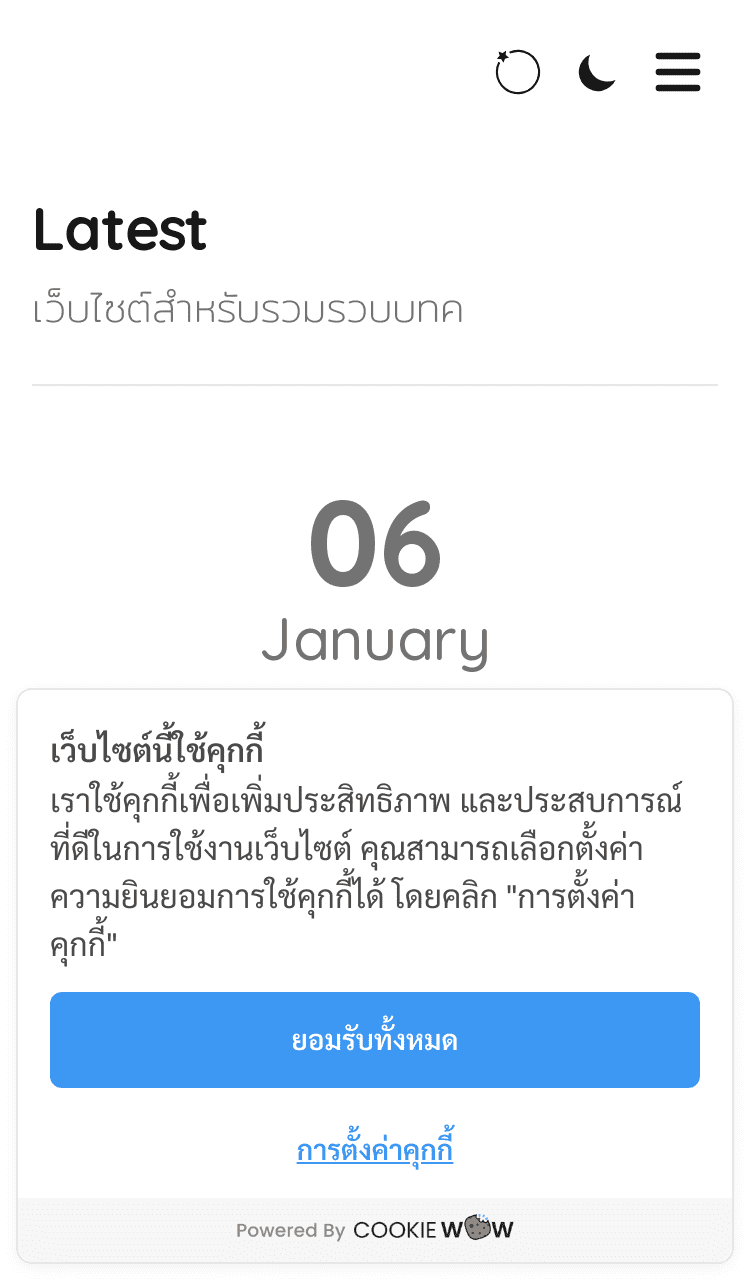 Latest
เว็บไซต์สำหรับรวมรวบบทค
06
January
เว็บไซต์นี้ใช้คุกกี้
เราใช้คุกกี้เพื่อเพิ่มประสิทธิภาพ และประสบการณ์
ที่ดีในการใช้งานเว็บไซต์ คุณสามารถเลือกตั้งค่า
ความยินยอมการใช้คุกกี้ได้ โดยคลิก "การตั้งค่า
คุกกี้"
ยอมรับทั้งหมด
การตั้งค่าคุกกี้
Powered By COOKIE WOW